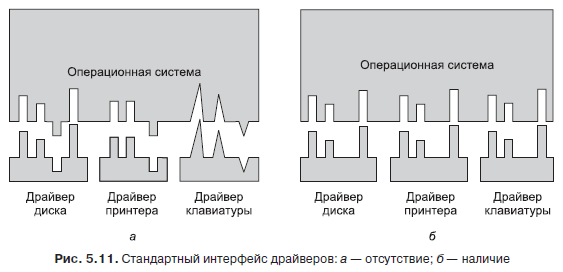 Операционная система
Операционная система
Драйвер
диска
Драйвер
принтера
Драйвер
клавиатуры
Драйвер
диска
Драйвер
принтера
Драйвер
клавиатуры
а
б
Рис. 5.11. Стандартный интерфейс драйверов: а — отсутствие; б — наличие